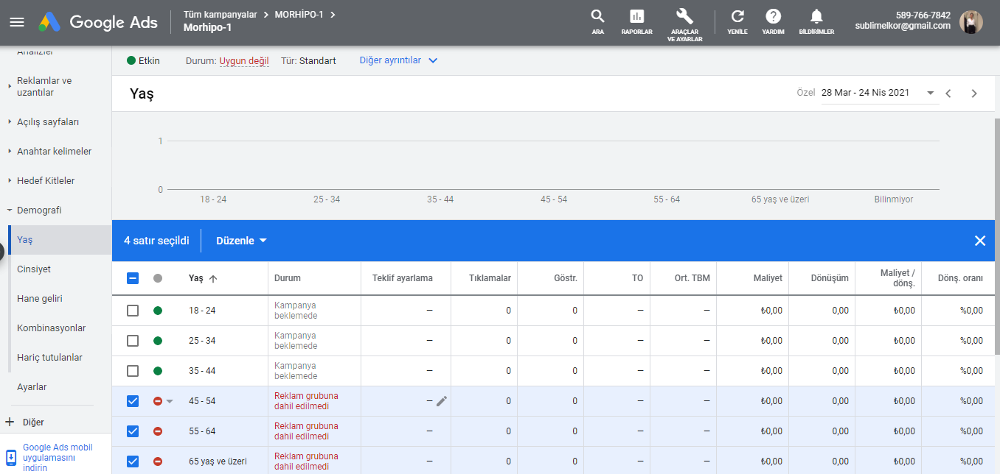 Google Ads
Tüm kampanyalar > MORHİPO-1 >
Morhipo-1
ARA
RAPORLAR
ARAÇLAR
VE AYARLAR
YENİLE
YARDIM
BİLDİRİMLER
589-766-7842
sublimelkor@gmail.com
Analizler
Reklamlar ve
uzantılar
Açılış sayfaları
Anahtar kelimeler
Hedef Kitleler
Demografi
Yaş
Cinsiyet
Hane geliri
Kombinasyonlar
Hariç tutulanlar
Ayarlar
+ Diğer
Google Ads mobil
uygulamasını
indirin
Etkin Durum: Uygun değil Tür: Standart Diğer ayrıntılar
Yaş
Özel 28 Mar - 24 Nis 2021
1
0
18 - 24 25 - 34 35 - 44 45 - 54 55 - 64 65 yaş ve üzeri Bilinmiyor
4 satır seçildi Düzenle
Yaş Durum Teklif ayarlama Tıklamalar Göstr. TO Ort. TBM Maliyet Dönüşüm Maliyet / dönş. Dönş. oranı
18 - 24 Kampanya beklemede – 0 0 – – ₺0,00 0,00 ₺0,00 %0,00
25 - 34 Kampanya beklemede – 0 0 – – ₺0,00 0,00 ₺0,00 %0,00
35 - 44 Kampanya beklemede – 0 0 – – ₺0,00 0,00 ₺0,00 %0,00
45 - 54 Reklam grubuna dahil edilmedi – 0 0 – – ₺0,00 0,00 ₺0,00 %0,00
55 - 64 Reklam grubuna dahil edilmedi – 0 0 – – ₺0,00 0,00 ₺0,00 %0,00
65 yaş ve üzeri Reklam grubuna dahil edilmedi – 0 0 – – ₺0,00 0,00 ₺0,00 %0,00